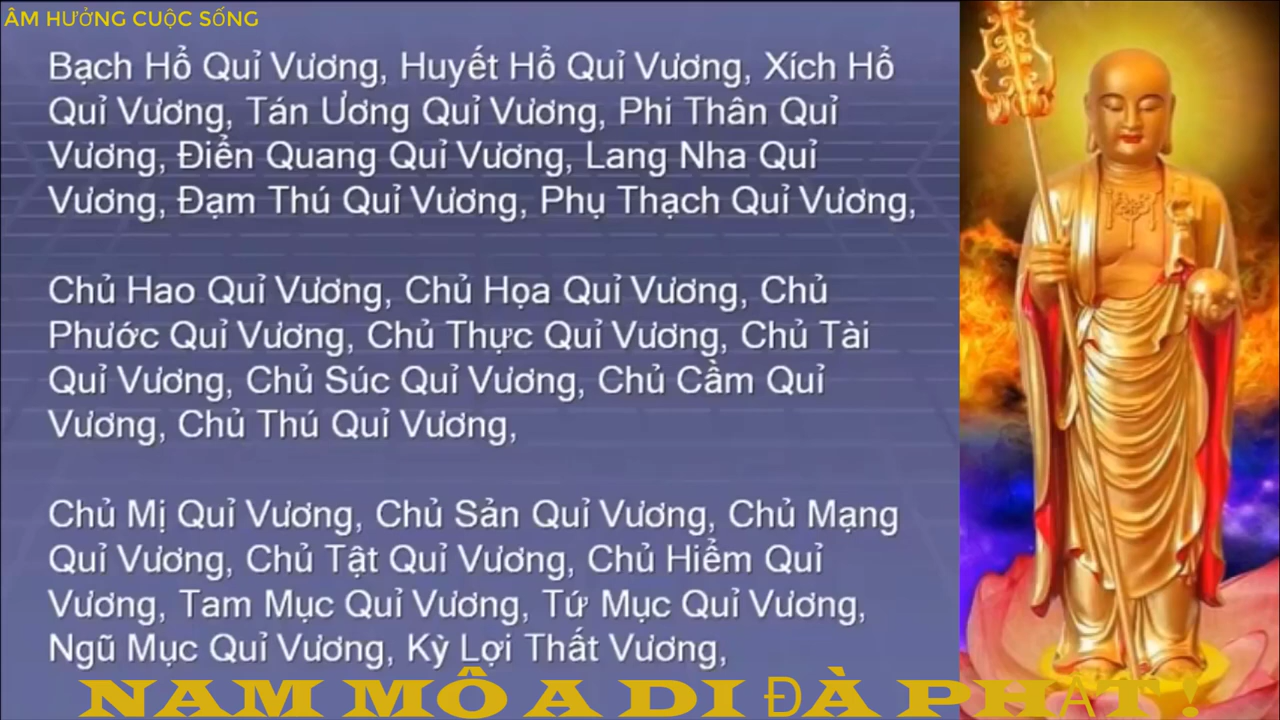 ÂM HƯỞNG CUỘC SỐNG
Bạch Hổ Quỉ Vương, Huyết Hổ Quỉ Vương, Xích Hổ
Quỉ Vương, Tán Ương Quỉ Vương, Phi Thân Quỉ
Vương, Điển Quang Quỉ Vương, Lang Nha Quỉ
Vương, Đạm Thú Quỉ Vương, Phụ Thạch Quỉ Vương,
Chủ Hao Quỉ Vương, Chủ Họa Quỉ Vương, Chủ
Phước Quỉ Vương, Chủ Thực Quỉ Vương, Chủ Tài
Quỉ Vương, Chủ Súc Quỉ Vương, Chủ Cầm Quỉ
Vương, Chủ Thú Quỉ Vương,
Chủ Mị Quỉ Vương, Chủ Sản Quỉ Vương, Chủ Mạng
Quỉ Vương, Chủ Tật Quỉ Vương, Chủ Hiểm Quỉ
Vương, Tam Mục Quỉ Vương, Tứ Mục Quỉ Vương,
Ngũ Mục Quỉ Vương, Kỳ Lợi Thất Vương,
NAM MÔ A DI ĐÀ PHẬT !